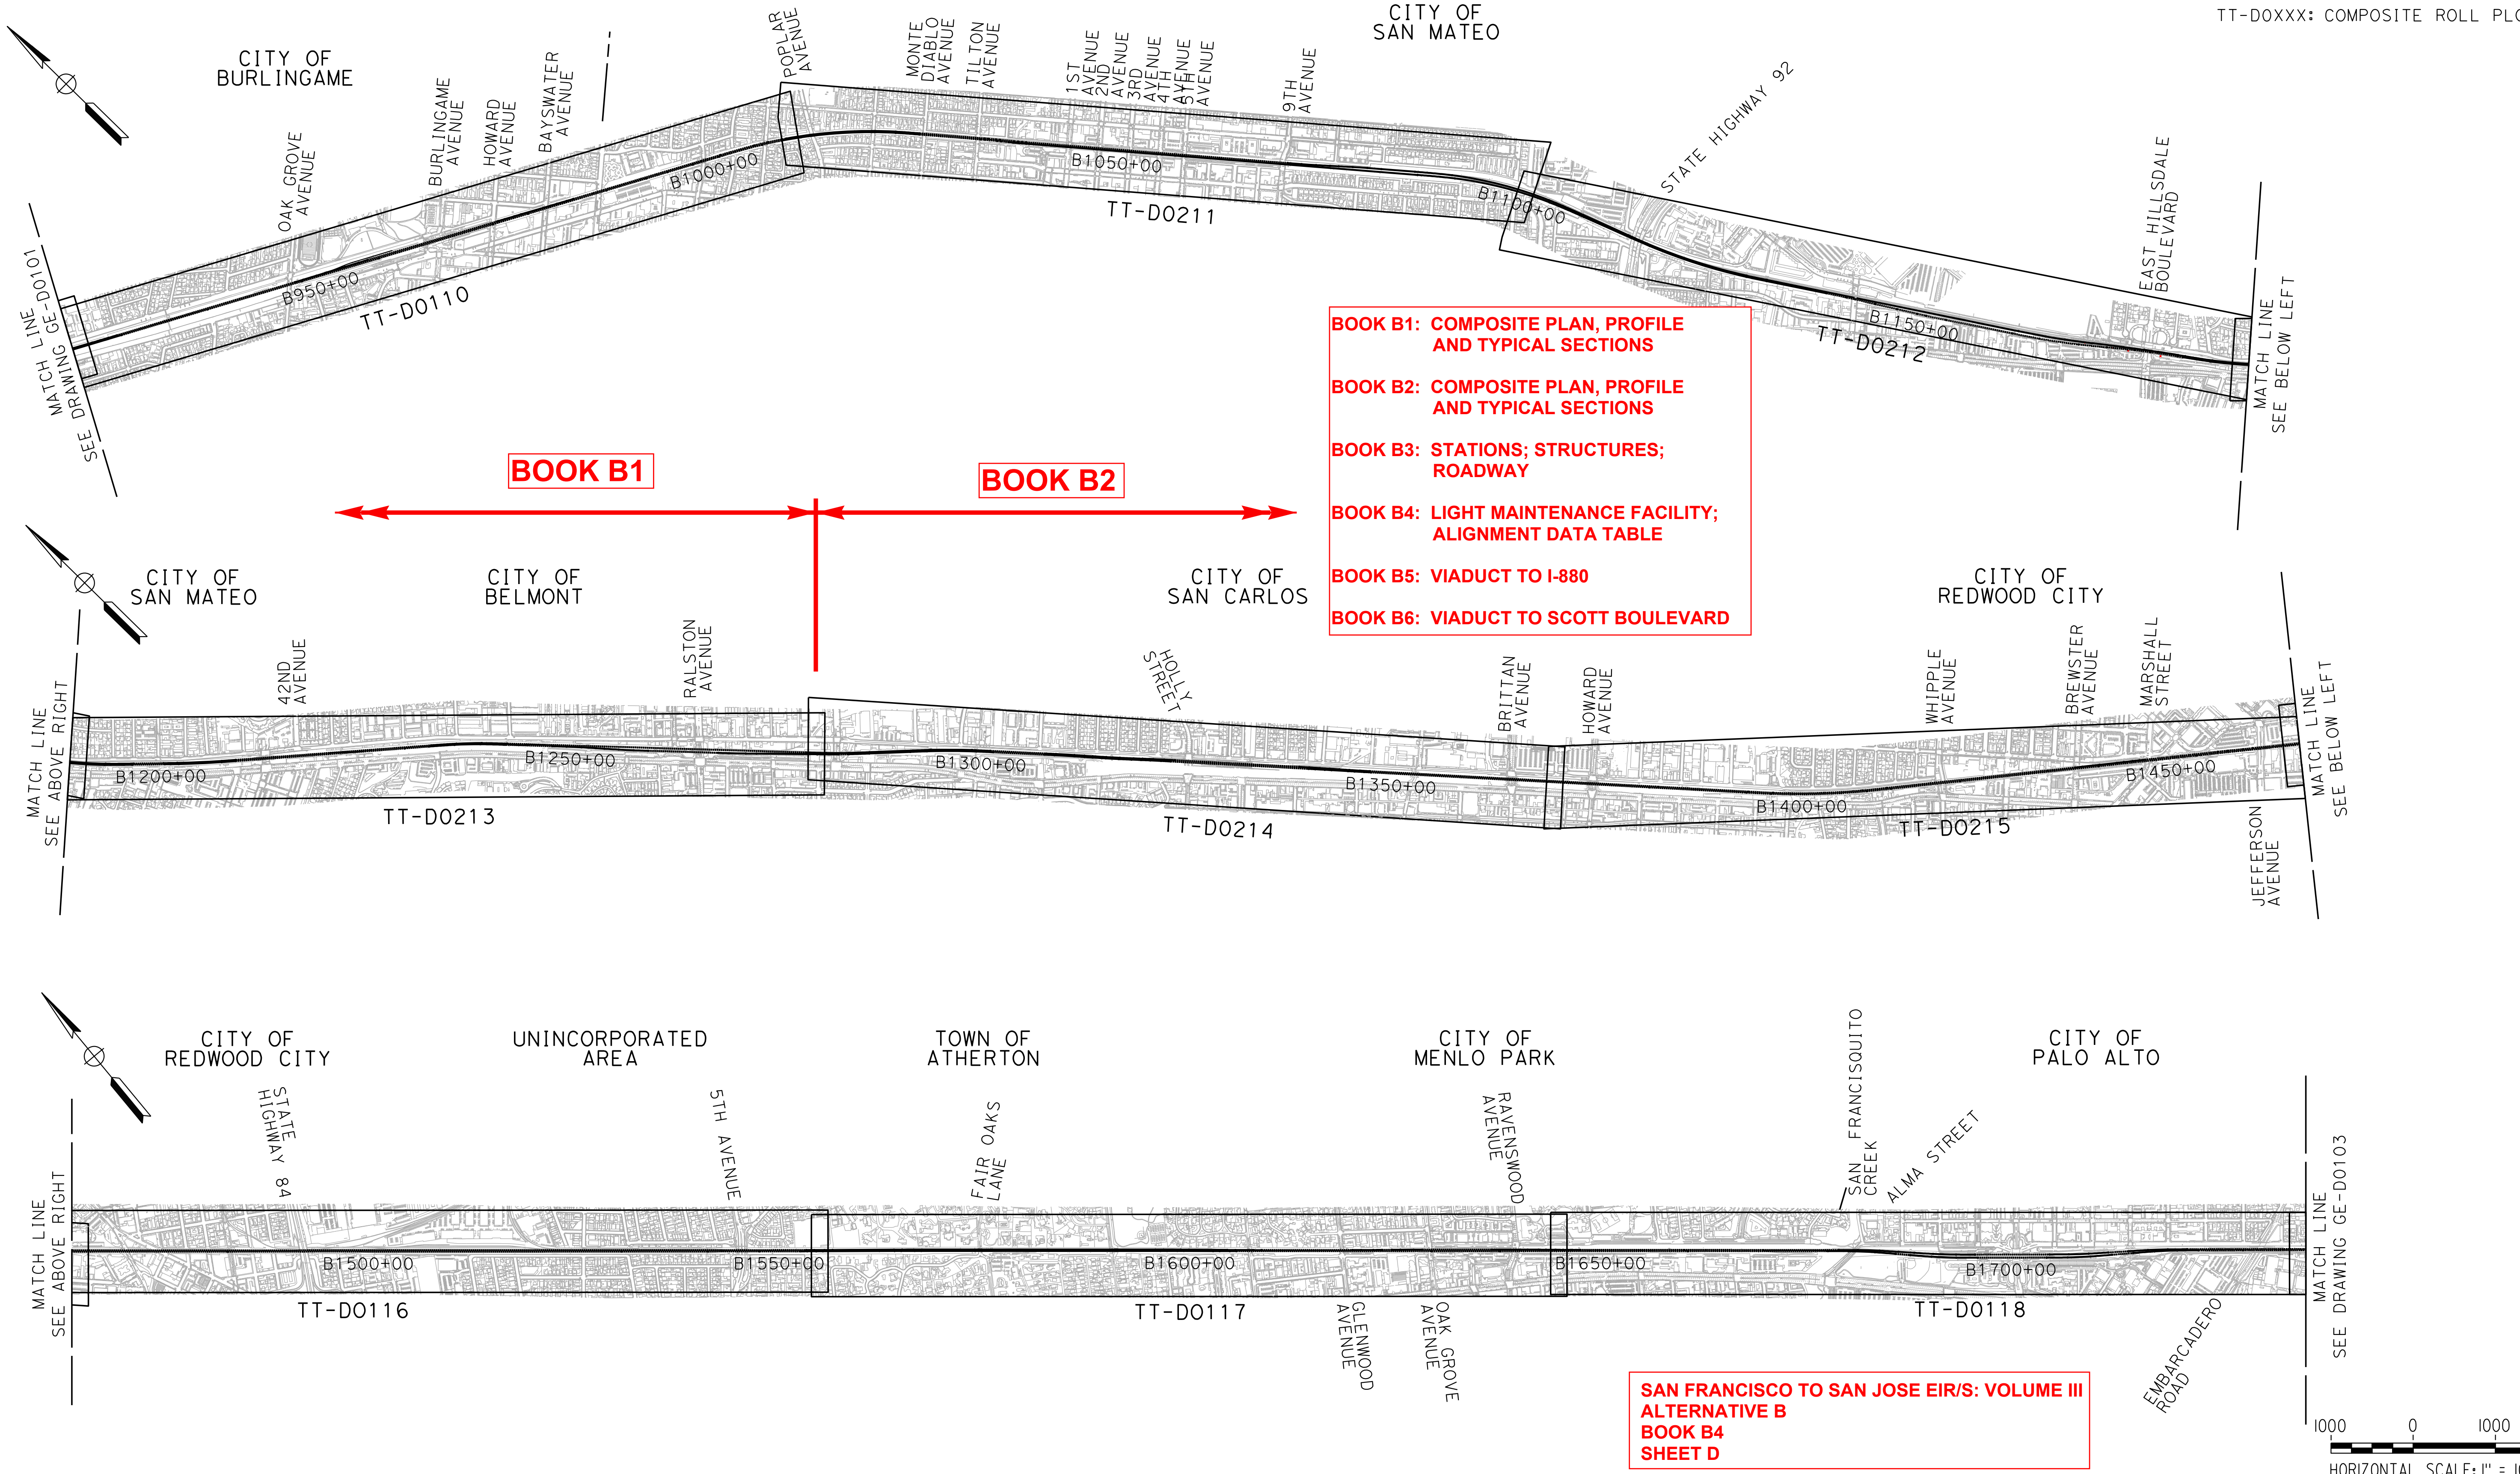 TT-D0XXX: COMPOSITE ROLL PLO
CITY OF
BURLINGAME
CITY OF
SAN MATEO
OAK GROVE
AVENUE
BURLINGAME
AVENUE
HOWARD
AVENUE
BAYSWATER
AVENUE
POPLAR
AVENUE
MONTE
DIABLO
AVENUE
TILTON
AVENUE
1ST
AVENUE
2ND
AVENUE
3RD
AVENUE
4TH
AVENUE
5TH
AVENUE
9TH
AVENUE
STATE HIGHWAY 92
EAST HILLSDALE
BOULEVARD
MATCH LINE
SEE DRAWING GE-D0101
B950+00
TT-D0110
B1000+00
B1050+00
TT-D0211
B1100+00
B1150+00
TT-D0212
MATCH LINE
SEE BELOW LEFT
BOOK B1: COMPOSITE PLAN, PROFILE
AND TYPICAL SECTIONS
BOOK B2: COMPOSITE PLAN, PROFILE
AND TYPICAL SECTIONS
BOOK B3: STATIONS; STRUCTURES;
ROADWAY
BOOK B4: LIGHT MAINTENANCE FACILITY;
ALIGNMENT DATA TABLE
BOOK B5: VIADUCT TO I-880
BOOK B6: VIADUCT TO SCOTT BOULEVARD
BOOK B1
BOOK B2
CITY OF
SAN MATEO
CITY OF
BELMONT
CITY OF
SAN CARLOS
CITY OF
REDWOOD CITY
42ND
AVENUE
RALSTON
AVENUE
HOLLY
STREET
BRITTAN
AVENUE
HOWARD
AVENUE
WHIPPLE
AVENUE
BREWSTER
AVENUE
MARSHALL
STREET
MATCH LINE
SEE ABOVE RIGHT
B1200+00
B1250+00
TT-D0213
B1300+00
B1350+00
TT-D0214
B1400+00
B1450+00
TT-D0215
JEFFERSON
AVENUE
MATCH LINE
SEE BELOW LEFT
CITY OF
REDWOOD CITY
UNINCORPORATED
AREA
TOWN OF
ATHERTON
CITY OF
MENLO PARK
CITY OF
PALO ALTO
STATE
HIGHWAY 84
5TH AVENUE
FAIR OAKS
LANE
RAVENSWOOD
AVENUE
SAN FRANCISQUITO
CREEK
ALMA STREET
MATCH LINE
SEE ABOVE RIGHT
B1500+00
B1550+00
TT-D0116
B1600+00
TT-D0117
B1650+00
B1700+00
TT-D0118
GLENWOOD
AVENUE
OAK GROVE
AVENUE
EMBARCADERO
ROAD
MATCH LINE
SEE DRAWING GE-D0103
SAN FRANCISCO TO SAN JOSE EIR/S: VOLUME III
ALTERNATIVE B
BOOK B4
SHEET D
1000 0 1000
HORIZONTAL SCALE: 1" =